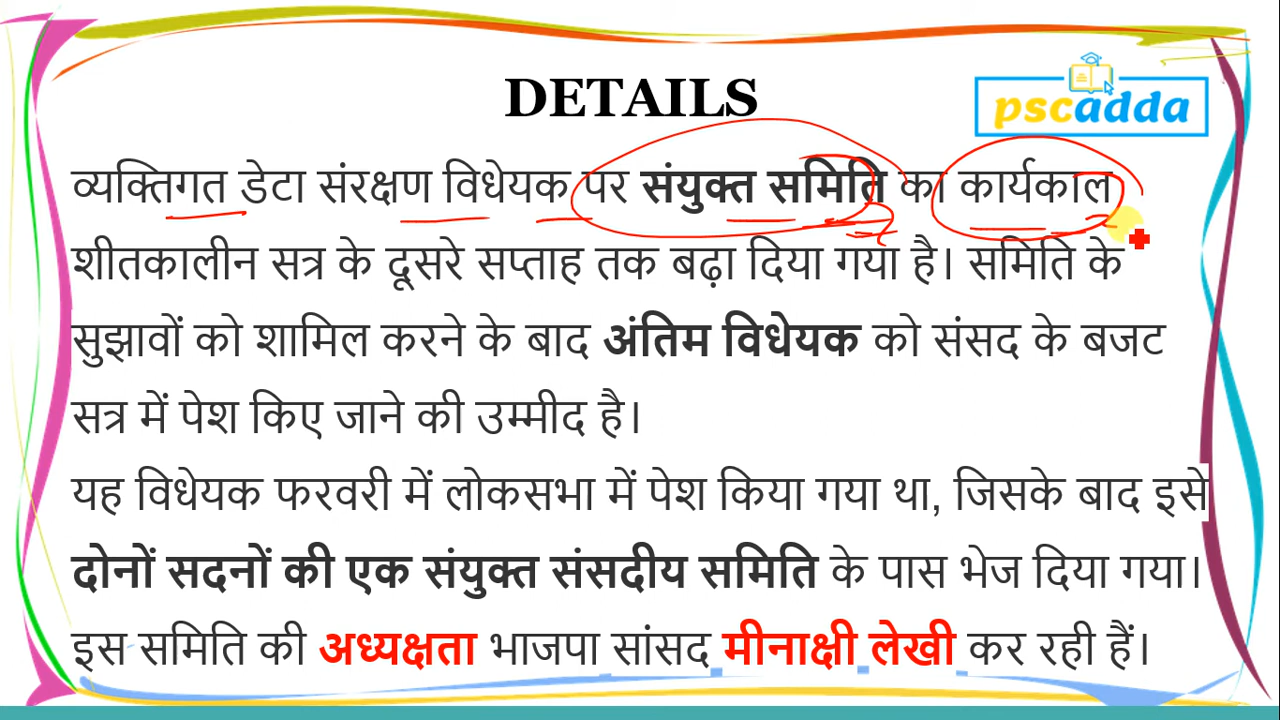 DETAILS
pscadda
व्यक्तिगत डेटा संरक्षण विधेयक पर संयुक्त समिति का कार्यकाल
शीतकालीन सत्र के दूसरे सप्ताह तक बढ़ा दिया गया है। समिति के
सुझावों को शामिल करने के बाद अंतिम विधेयक को संसद के बजट
सत्र में पेश किए जाने की उम्मीद है।
यह विधेयक फरवरी में लोकसभा में पेश किया गया था, जिसके बाद इसे
दोनों सदनों की एक संयुक्त संसदीय समिति के पास भेज दिया गया।
इस समिति की अध्यक्षता भाजपा सांसद मीनाक्षी लेखी कर रही हैं।